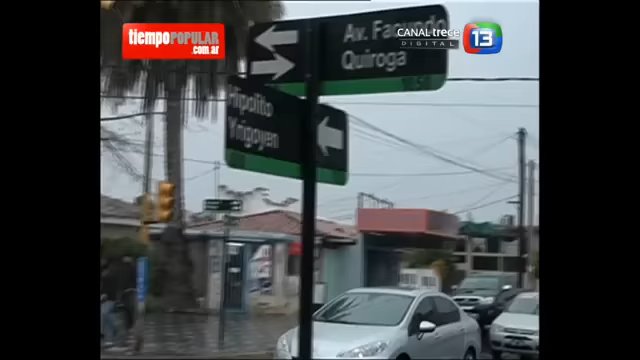 tiempoPOPULAR
.com.ar
CANAL trece
DIGITAL
13
Av. Facundo
Quiroga
Hipolito
Yrigoyen